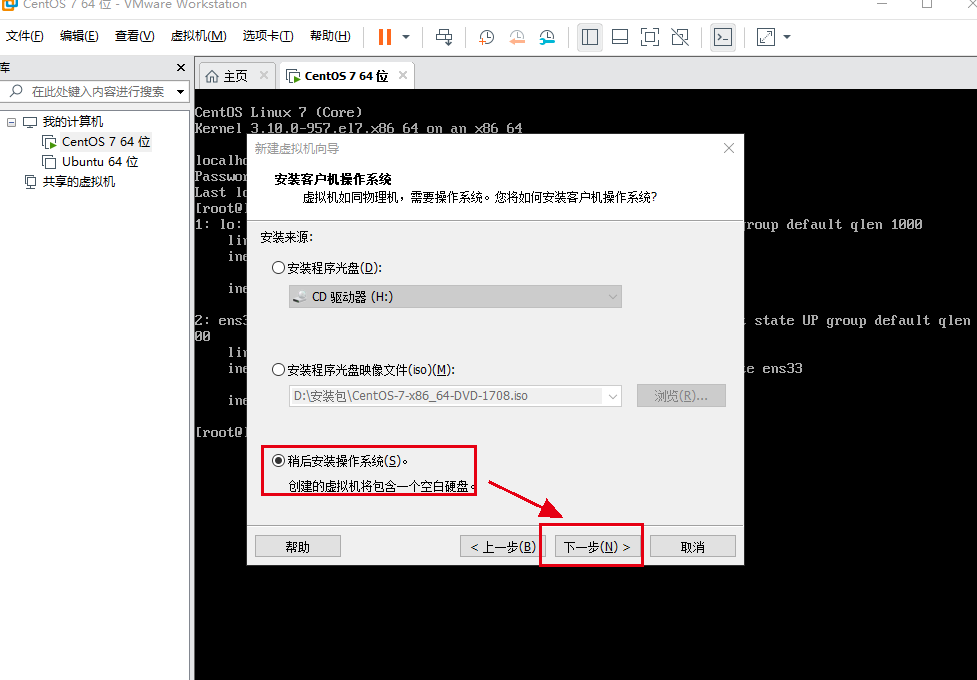 CentOS 7 64 位 - VMware Workstation
文件(F) 编辑(E) 查看(V) 虚拟机(M) 选项卡(T) 帮助(H)
库
在此处键入内容进行搜索
我的计算机
CentOS 7 64 位
Ubuntu 64 位
共享的虚拟机
主页
CentOS 7 64 位
CentOS Linux 7 (Core)
Kernel 3.10.0-957.el7.x86_64 on an x86_64
localho
Passwor
Last lo
[root@l
1: lo: group default qlen 1000
lin
ine
ine
2: ens3 state UP group default qlen
00
lin
ine e ens33
ine
[root@l
新建虚拟机向导
安装客户机操作系统
虚拟机如同物理机，需要操作系统。您将如何安装客户机操作系统?
安装来源:
安装程序光盘(D):
CD 驱动器 (H:)
安装程序光盘映像文件(iso)(M):
D:\安装包\CentOS-7-x86_64-DVD-1708.iso
浏览(R)...
稍后安装操作系统(S)。
创建的虚拟机将包含一个空白硬盘。
帮助
< 上一步(B)
下一步(N) >
取消